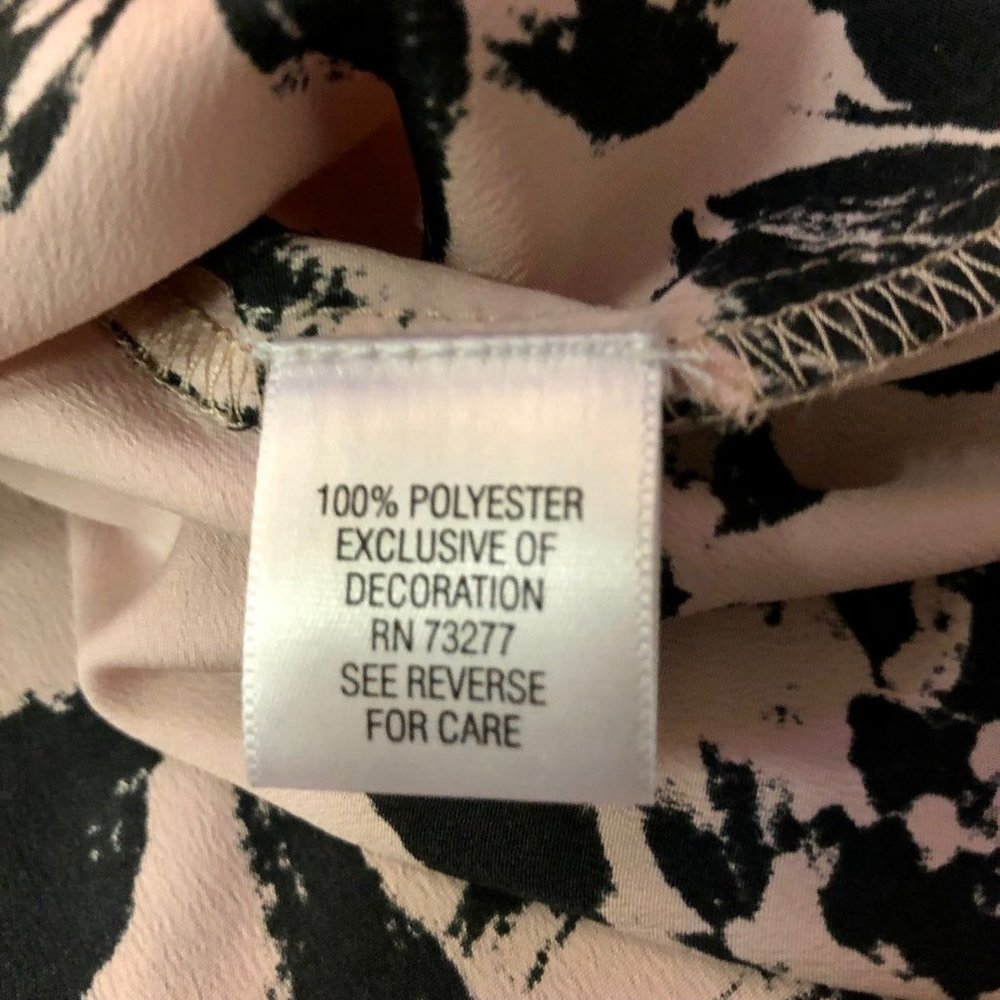 100% POLYESTER
EXCLUSIVE OF
DECORATION
RN 73277
SEE REVERSE
FOR CARE